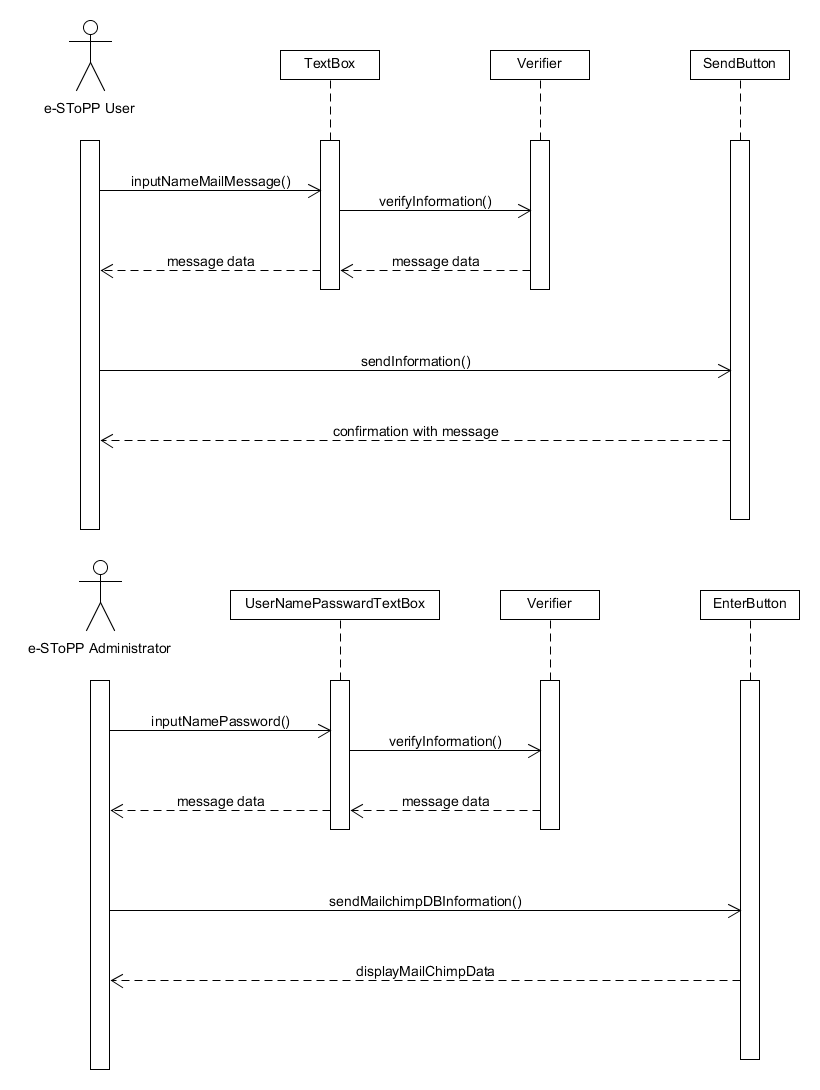 TextBox
Verifier
SendButton
e-SToPP User
inputNameMailMessage()
verifyInformation()
message data
message data
sendInformation()
confirmation with message
UserNamePasswardTextBox
Verifier
EnterButton
e-SToPP Administrator
inputNamePassword()
verifyInformation()
message data
message data
sendMailchimpDBInformation()
displayMailChimpData